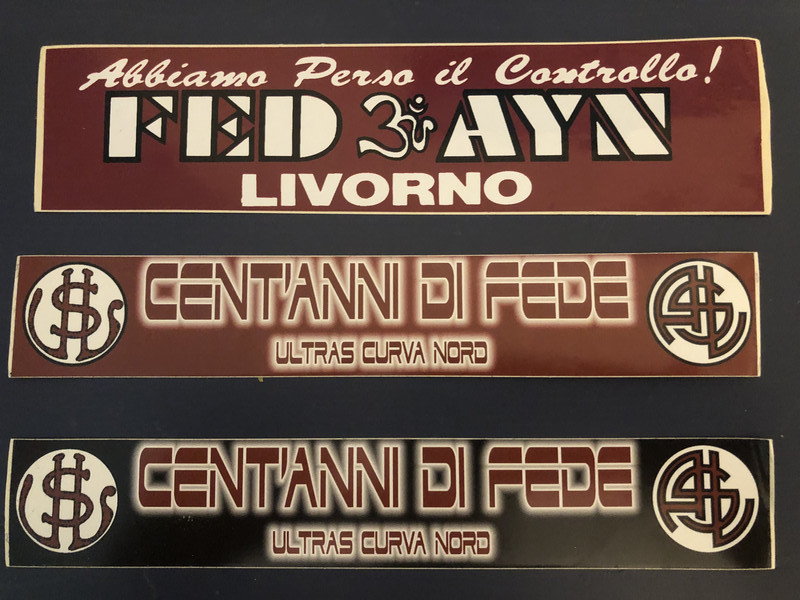 Abbiamo Perso il Controllo!
FED ॐ AYN
LIVORNO
CENT'ANNI DI FEDE
ULTRAS CURVA NORD
CENT'ANNI DI FEDE
ULTRAS CURVA NORD